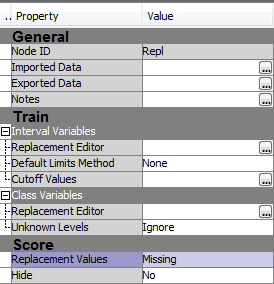 .. Property Value
General
Node ID Repl
Imported Data ...
Exported Data ...
Notes ...
Train
Interval Variables
Replacement Editor ...
Default Limits Method None
Cutoff Values ...
Class Variables
Replacement Editor ...
Unknown Levels Ignore
Score
Replacement Values Missing
Hide No